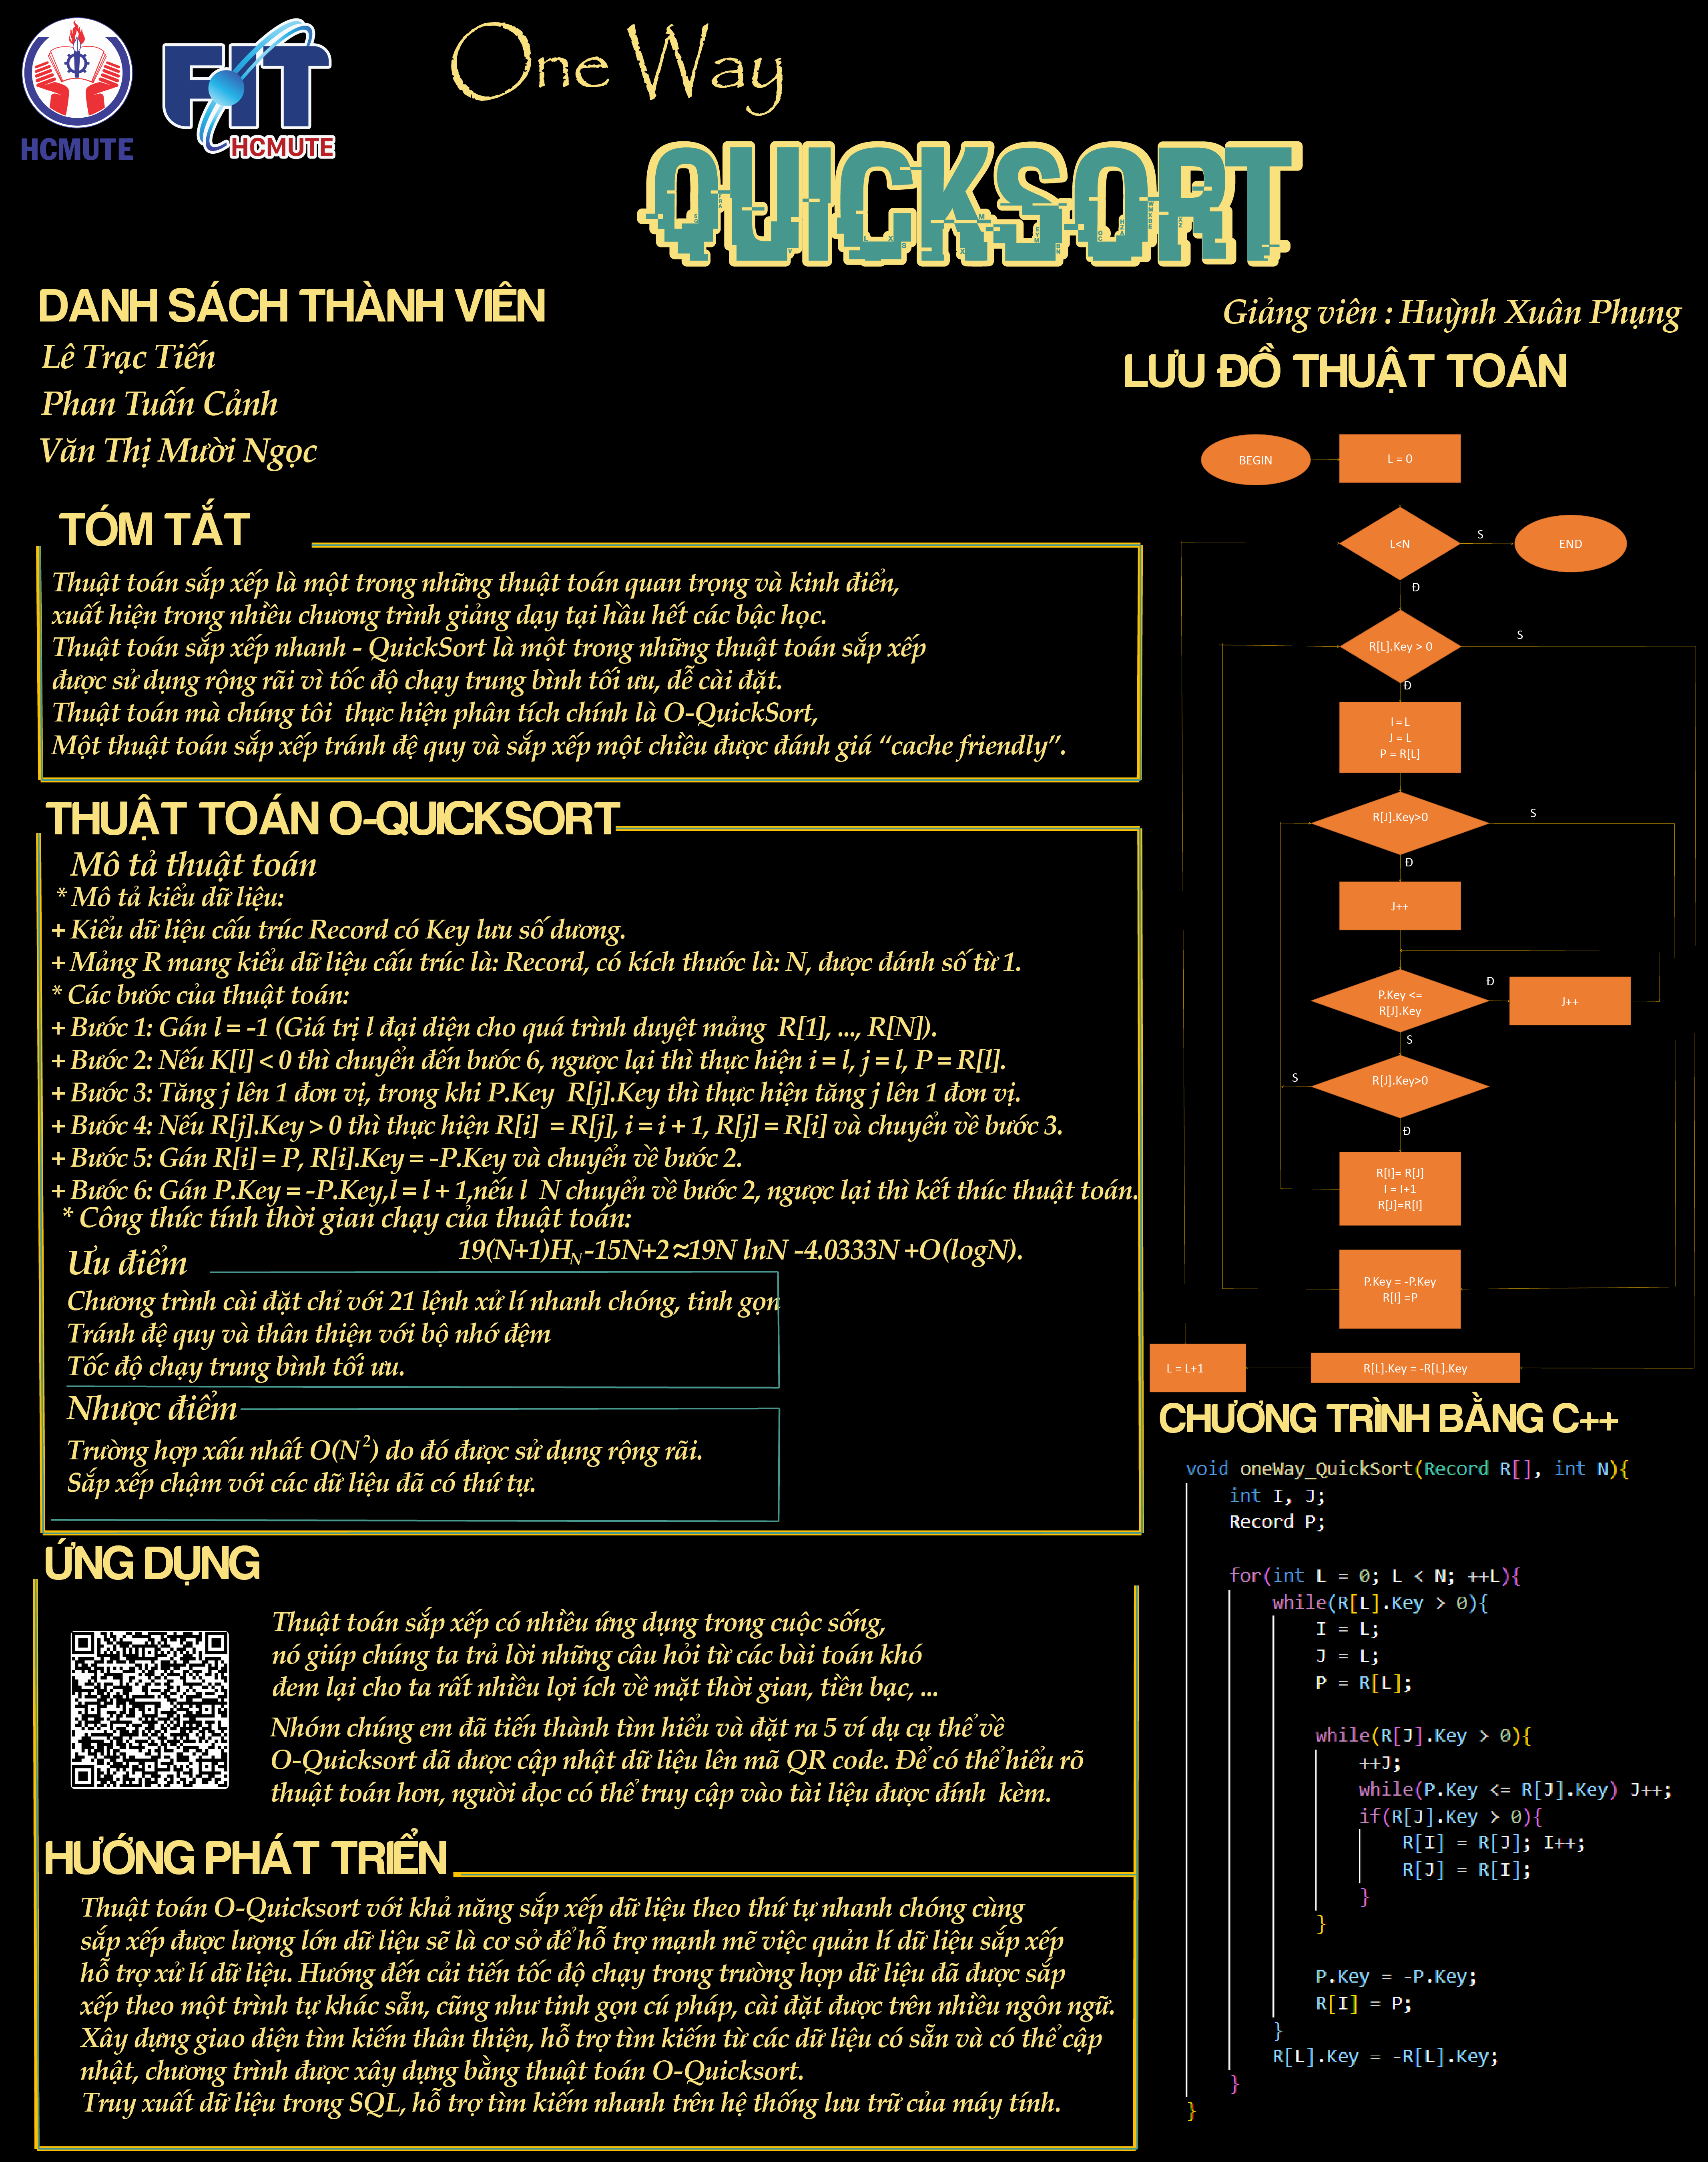 HCMUTE
FIT
HCMUTE
One Way
QUICKSORT
DANH SÁCH THÀNH VIÊN
Lê Trạc Tiến
Phan Tuấn Cảnh
Văn Thị Mười Ngọc
Giảng viên : Huỳnh Xuân Phụng
TÓM TẮT
Thuật toán sắp xếp là một trong những thuật toán quan trọng và kinh điển,
xuất hiện trong nhiều chương trình giảng dạy tại hầu hết các bậc học.
Thuật toán sắp xếp nhanh - QuickSort là một trong những thuật toán sắp xếp
được sử dụng rộng rãi vì tốc độ chạy trung bình tối ưu, dễ cài đặt.
Thuật toán mà chúng tôi thực hiện phân tích chính là O-QuickSort,
Một thuật toán sắp xếp tránh đệ quy và sắp xếp một chiều được đánh giá “cache friendly”.
THUẬT TOÁN O-QUICKSORT
Mô tả thuật toán
* Mô tả kiểu dữ liệu:
+ Kiểu dữ liệu cấu trúc Record có Key lưu số dương.
+ Mảng R mang kiểu dữ liệu cấu trúc là: Record, có kích thước là: N, được đánh số từ 1.
* Các bước của thuật toán:
+ Bước 1: Gán l = -1 (Giá trị l đại diện cho quá trình duyệt mảng R[1], ..., R[N]).
+ Bước 2: Nếu K[l] < 0 thì chuyển đến bước 6, ngược lại thì thực hiện i = l, j = l, P = R[l].
+ Bước 3: Tăng j lên 1 đơn vị, trong khi P.Key R[j].Key thì thực hiện tăng j lên 1 đơn vị.
+ Bước 4: Nếu R[j].Key > 0 thì thực hiện R[i] = R[j], i = i + 1, R[j] = R[i] và chuyển về bước 3.
+ Bước 5: Gán R[i] = P, R[i].Key = -P.Key và chuyển về bước 2.
+ Bước 6: Gán P.Key = -P.Key,l = l + 1,nếu l N chuyển về bước 2, ngược lại thì kết thúc thuật toán.
* Công thức tính thời gian chạy của thuật toán:
19(N+1)H_N-15N+2≈19N lnN -4.0333N +O(logN).
Ưu điểm
Chương trình cài đặt chỉ với 21 lệnh xử lí nhanh chóng, tinh gọn
Tránh đệ quy và thân thiện với bộ nhớ đệm
Tốc độ chạy trung bình tối ưu.
Nhược điểm
Trường hợp xấu nhất O(N²) do đó được sử dụng rộng rãi.
Sắp xếp chậm với các dữ liệu đã có thứ tự.
ỨNG DỤNG
Thuật toán sắp xếp có nhiều ứng dụng trong cuộc sống,
nó giúp chúng ta trả lời những câu hỏi từ các bài toán khó
đem lại cho ta rất nhiều lợi ích về mặt thời gian, tiền bạc, ...
Nhóm chúng em đã tiến thành tìm hiểu và đặt ra 5 ví dụ cụ thể về
O-Quicksort đã được cập nhật dữ liệu lên mã QR code. Để có thể hiểu rõ
thuật toán hơn, người đọc có thể truy cập vào tài liệu được đính kèm.
HƯỚNG PHÁT TRIỂN
Thuật toán O-Quicksort với khả năng sắp xếp dữ liệu theo thứ tự nhanh chóng cùng
sắp xếp được lượng lớn dữ liệu sẽ là cơ sở để hỗ trợ mạnh mẽ việc quản lí dữ liệu sắp xếp
hỗ trợ xử lí dữ liệu. Hướng đến cải tiến tốc độ chạy trong trường hợp dữ liệu đã được sắp
xếp theo một trình tự khác sẵn, cũng như tinh gọn cú pháp, cài đặt được trên nhiều ngôn ngữ.
Xây dựng giao diện tìm kiếm thân thiện, hỗ trợ tìm kiếm từ các dữ liệu có sẵn và có thể cập
nhật, chương trình được xây dựng bằng thuật toán O-Quicksort.
Truy xuất dữ liệu trong SQL, hỗ trợ tìm kiếm nhanh trên hệ thống lưu trữ của máy tính.
LƯU ĐỒ THUẬT TOÁN
BEGIN
L = 0
L<N
S
END
Đ
R[L].Key > 0
S
Đ
I = L
J = L
P = R[L]
R[J].Key>0
S
Đ
J++
P.Key <=
R[J].Key
Đ
J++
S
R[J].Key>0
S
Đ
R[I]= R[J]
I = I+1
R[J]=R[I]
P.Key = -P.Key
R[I] =P
L = L+1
R[L].Key = -R[L].Key
CHƯƠNG TRÌNH BẰNG C++
void oneWay_QuickSort(Record R[], int N){
int I, J;
Record P;
for(int L = 0; L < N; ++L){
while(R[L].Key > 0){
I = L;
J = L;
P = R[L];
while(R[J].Key > 0){
++J;
while(P.Key <= R[J].Key) J++;
if(R[J].Key > 0){
R[I] = R[J]; I++;
R[J] = R[I];
}
}
P.Key = -P.Key;
R[I] = P;
}
R[L].Key = -R[L].Key;
}
}